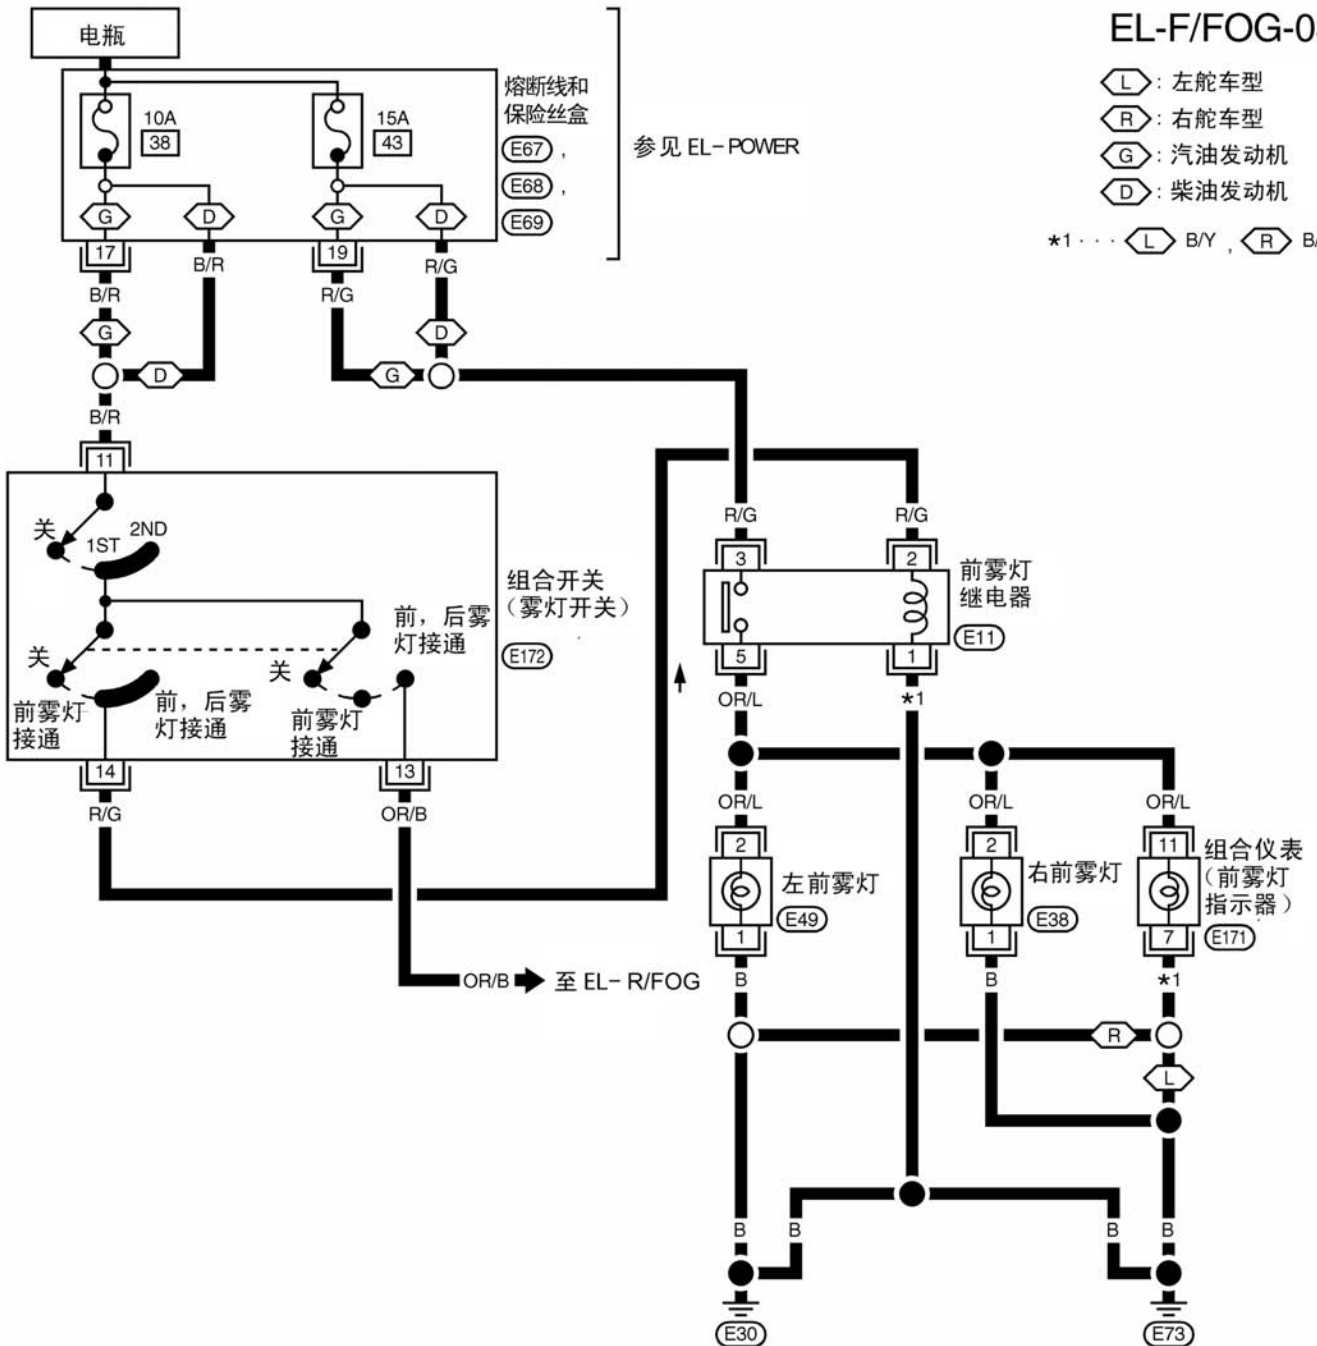 EL-F/FOG-0
电瓶
L : 左舵车型
R : 右舵车型
G : 汽油发动机
D : 柴油发动机
*1 · · · L B/Y , R B/
10A
38
15A
43
熔断线和
保险丝盒
E67 ,
E68 ,
E69
参见 EL-POWER
G
D
G
D
17
B/R
19
R/G
B/R
R/G
G
D
D
G
B/R
11
关
1ST
2ND
关
前雾灯
接通
前，后雾
灯接通
关
前雾灯
接通
前，后雾
灯接通
组合开关
（雾灯开关）
E172
14
13
R/G
OR/B
OR/B
至 EL-R/FOG
R/G
R/G
3
2
前雾灯
继电器
E11
5
1
OR/L
*1
OR/L
OR/L
OR/L
2
2
11
左前雾灯
E49
右前雾灯
E38
组合仪表
（前雾灯
指示器）
E171
1
1
7
B
B
*1
R
L
B
B
B
B
E30
E73